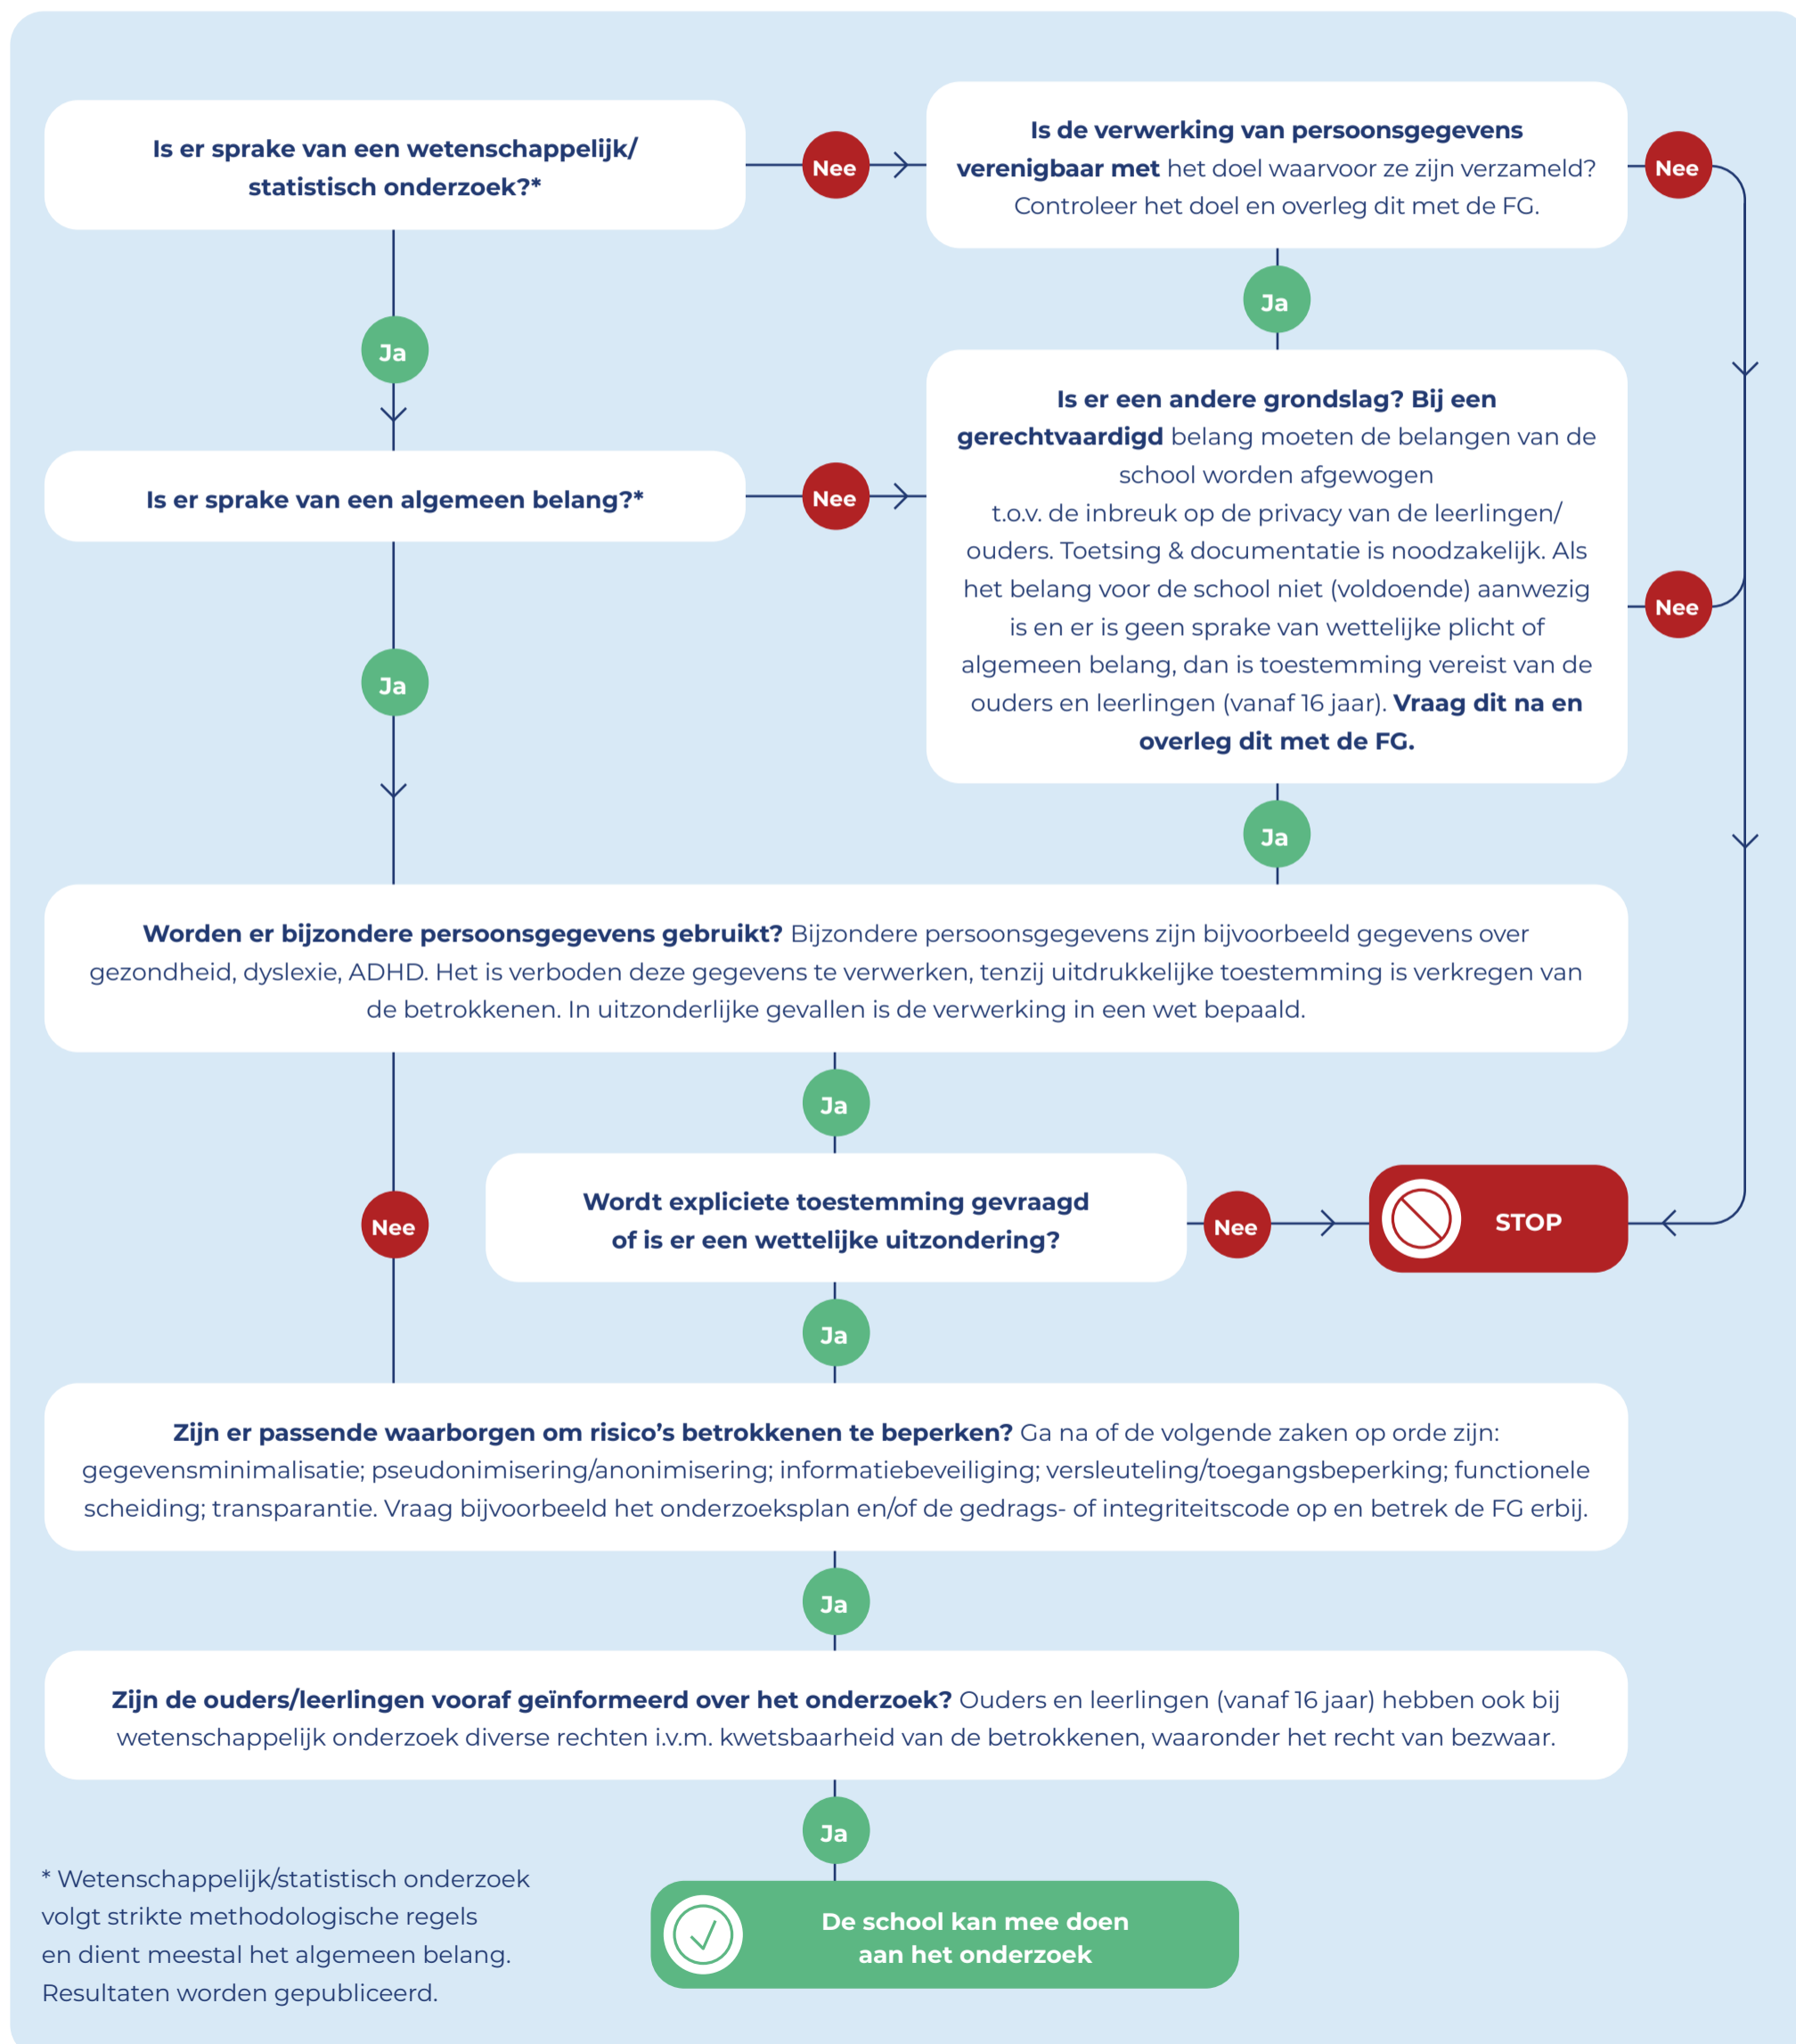 Is er sprake van een wetenschappelijk/
statistisch onderzoek?*
Nee
Is de verwerking van persoonsgegevens
verenigbaar met het doel waarvoor ze zijn verzameld?
Controleer het doel en overleg dit met de FG.
Nee
Ja
Ja
Is er sprake van een algemeen belang?*
Nee
Is er een andere grondslag? Bij een
gerechtvaardigd belang moeten de belangen van de
school worden afgewogen
t.o.v. de inbreuk op de privacy van de leerlingen/
ouders. Toetsing & documentatie is noodzakelijk. Als
het belang voor de school niet (voldoende) aanwezig
is en er is geen sprake van wettelijke plicht of
algemeen belang, dan is toestemming vereist van de
ouders en leerlingen (vanaf 16 jaar). Vraag dit na en
overleg dit met de FG.
Nee
Ja
Ja
Worden er bijzondere persoonsgegevens gebruikt? Bijzondere persoonsgegevens zijn bijvoorbeeld gegevens over
gezondheid, dyslexie, ADHD. Het is verboden deze gegevens te verwerken, tenzij uitdrukkelijke toestemming is verkregen van
de betrokkenen. In uitzonderlijke gevallen is de verwerking in een wet bepaald.
Ja
Nee
Wordt expliciete toestemming gevraagd
of is er een wettelijke uitzondering?
Nee
STOP
Ja
Zijn er passende waarborgen om risico’s betrokkenen te beperken? Ga na of de volgende zaken op orde zijn:
gegevensminimalisatie; pseudonimisering/anonimisering; informatiebeveiliging; versleuteling/toegangsbeperking; functionele
scheiding; transparantie. Vraag bijvoorbeeld het onderzoeksplan en/of de gedrags- of integriteitscode op en betrek de FG erbij.
Ja
Zijn de ouders/leerlingen vooraf geïnformeerd over het onderzoek? Ouders en leerlingen (vanaf 16 jaar) hebben ook bij
wetenschappelijk onderzoek diverse rechten i.v.m. kwetsbaarheid van de betrokkenen, waaronder het recht van bezwaar.
Ja
* Wetenschappelijk/statistisch onderzoek
volgt strikte methodologische regels
en dient meestal het algemeen belang.
Resultaten worden gepubliceerd.
De school kan mee doen
aan het onderzoek